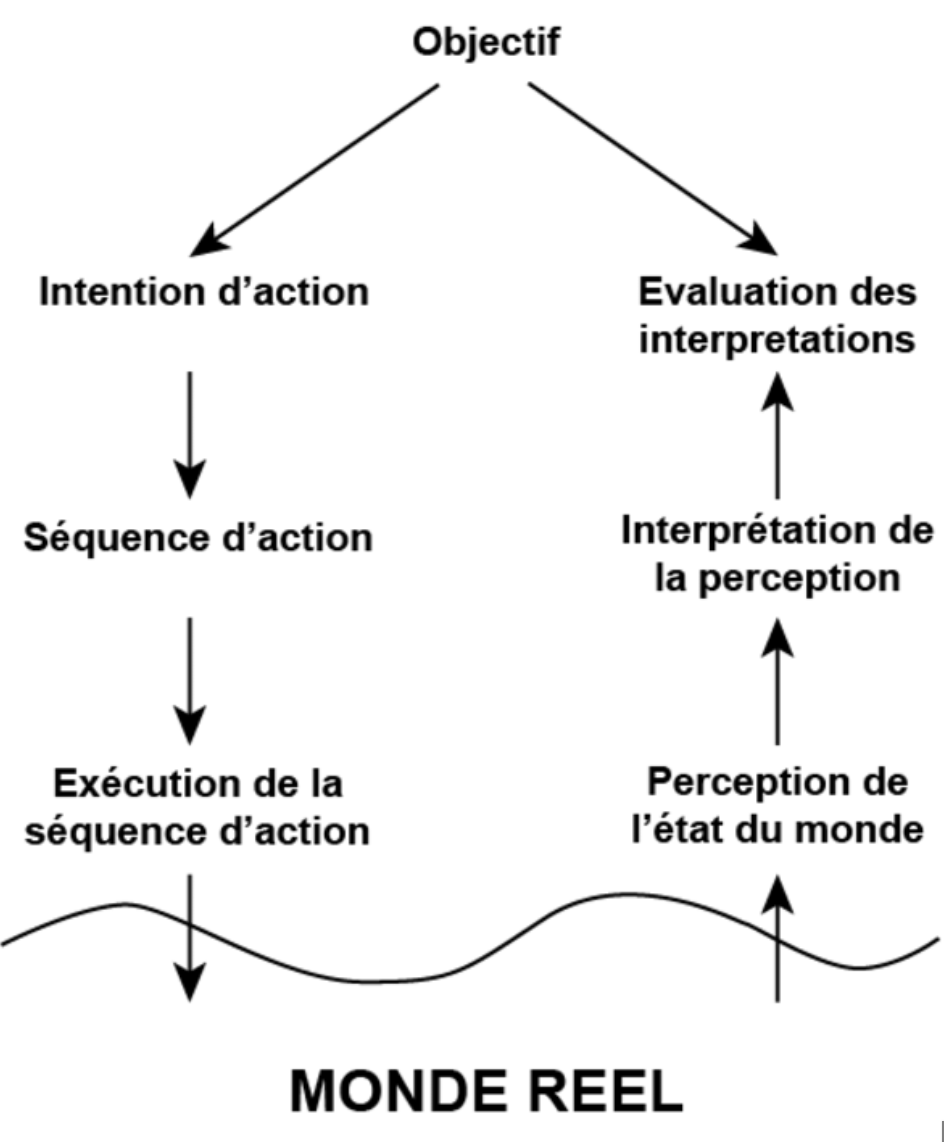 Objectif
Intention d’action
Evaluation des
interpretations
Séquence d’action
Interprétation de
la perception
Exécution de la
séquence d’action
Perception de
l’état du monde
MONDE REEL